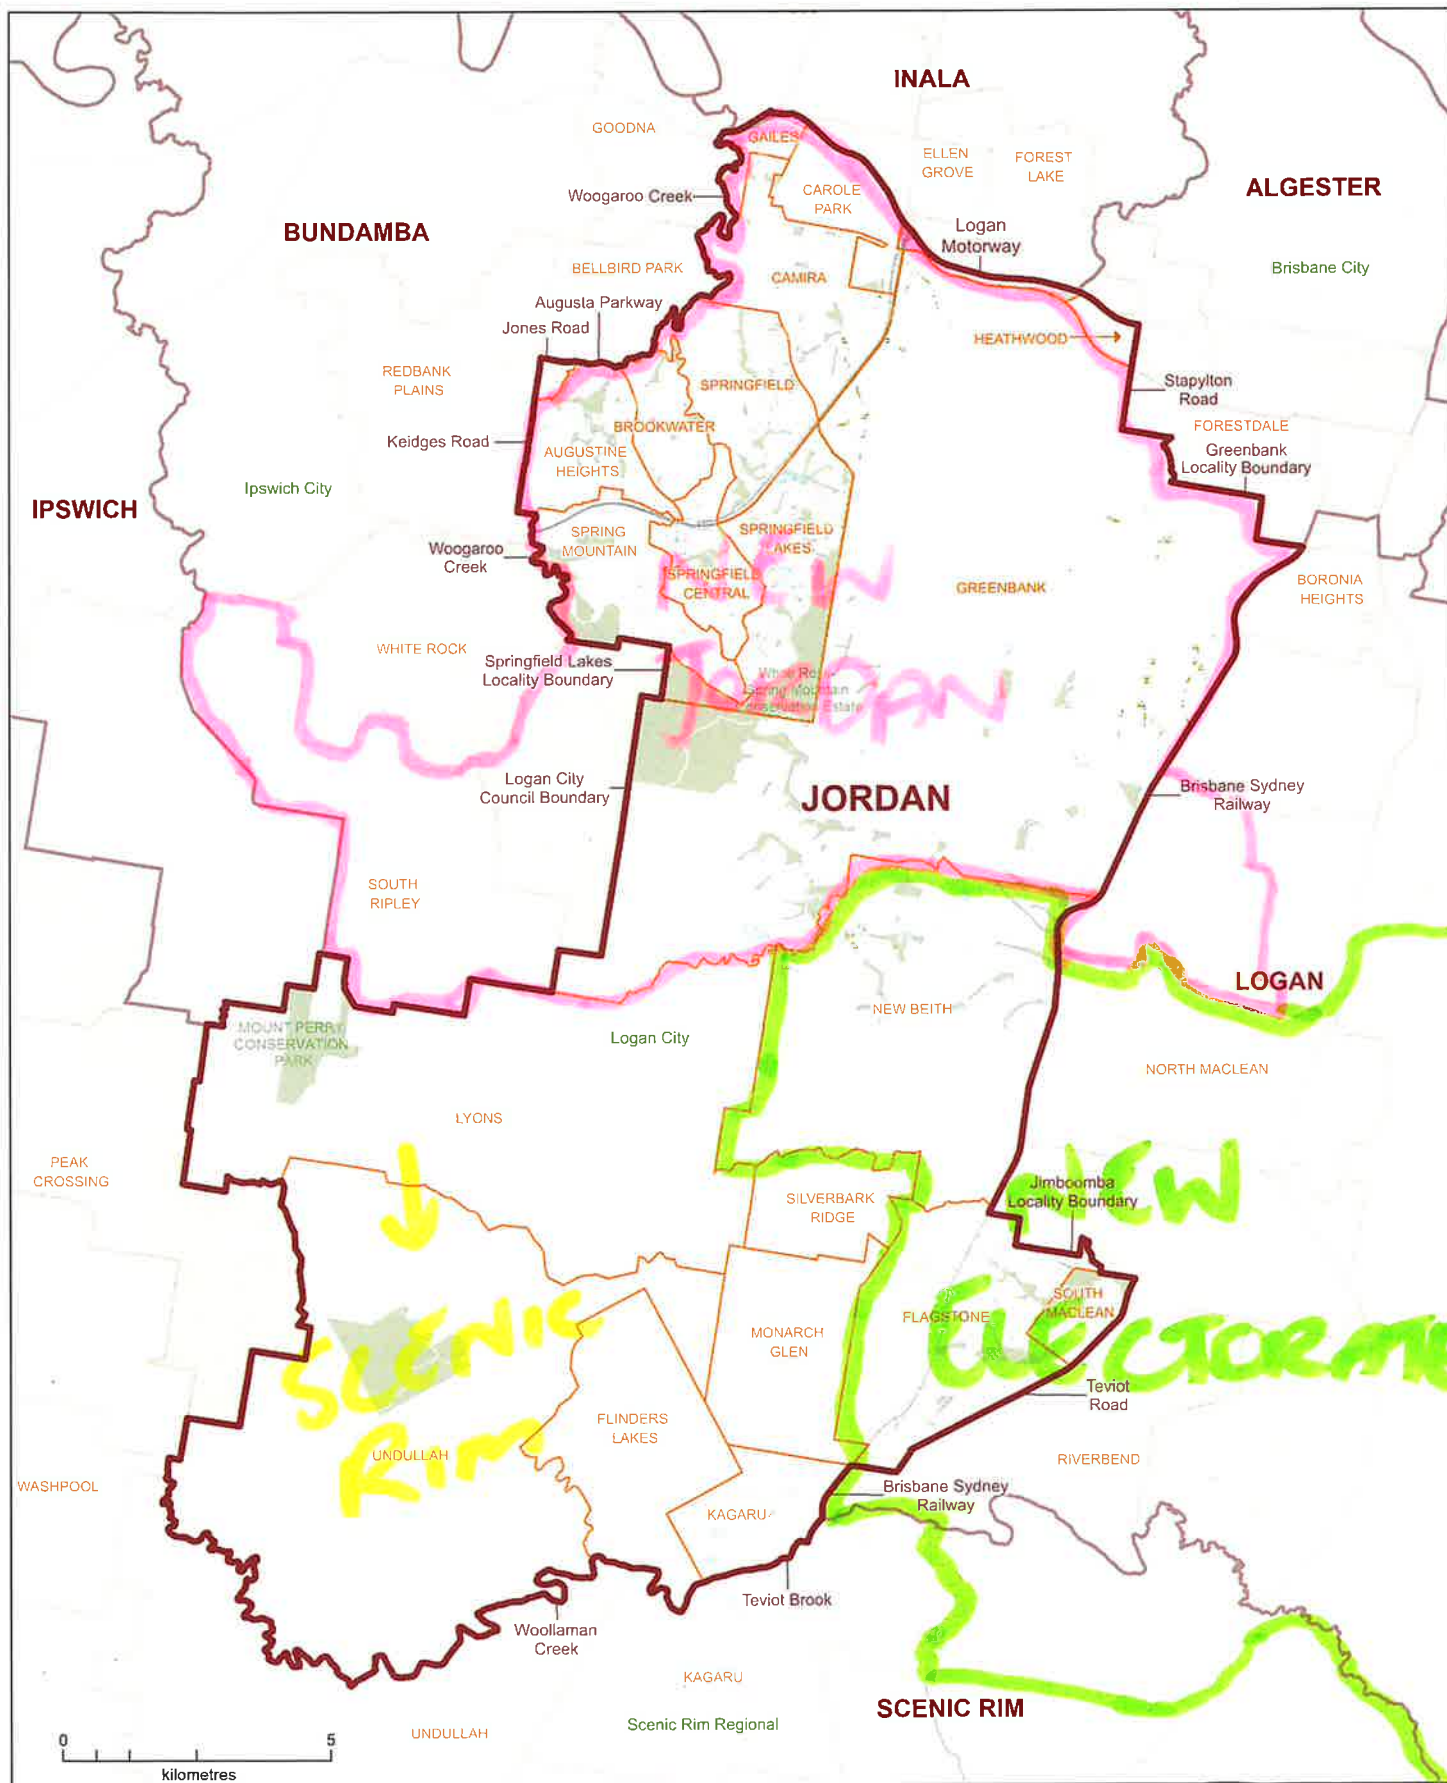 INALA
GOODNA
GAILES
ELLEN
GROVE
FOREST
LAKE
ALGESTER
Woogaroo Creek
CAROLE
PARK
BUNDAMBA
Logan
Motorway
BELLBIRD PARK
CAMIRA
Brisbane City
Augusta Parkway
Jones Road
HEATHWOOD
REDBANK
PLAINS
SPRINGFIELD
Stapylton
Road
BROOKWATER
FORESTDALE
Keidges Road
AUGUSTINE
HEIGHTS
Greenbank
Locality Boundary
Ipswich City
IPSWICH
SPRING
MOUNTAIN
SPRINGFIELD
LAKES
Woogaroo
Creek
NEW
SPRINGFIELD
CENTRAL
GREENBANK
BORONIA
HEIGHTS
WHITE ROCK
Springfield Lakes
Locality Boundary
JORDAN
White Rock
Spring Mountain
Conservation Estate
Logan City
Council Boundary
JORDAN
Brisbane Sydney
Railway
SOUTH
RIPLEY
LOGAN
NEW BEITH
MOUNT PERRY
CONSERVATION
PARK
Logan City
NORTH MACLEAN
LYONS
PEAK
CROSSING
NEW
Jimboomba
Locality Boundary
SILVERBARK
RIDGE
SOUTH
MACLEAN
FLAGSTONE
SCENIC
MONARCH
GLEN
ELECTORATE
Teviot
Road
FLINDERS
LAKES
RIM
UNDULLAH
RIVERBEND
WASHPOOL
Brisbane Sydney
Railway
KAGARU
Teviot Brook
Woollaman
Creek
KAGARU
SCENIC RIM
Scenic Rim Regional
UNDULLAH
0 5
kilometres